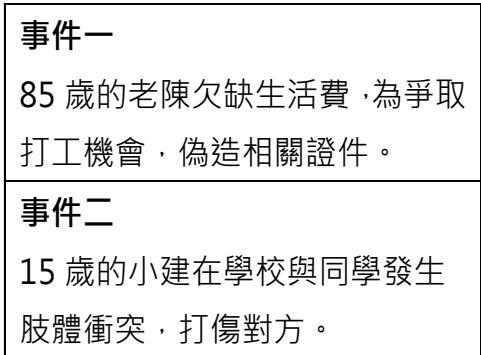 事件一
85 歲的老陳欠缺生活費，為爭取
打工機會，偽造相關證件。
事件二
15 歲的小建在學校與同學發生
肢體衝突，打傷對方。